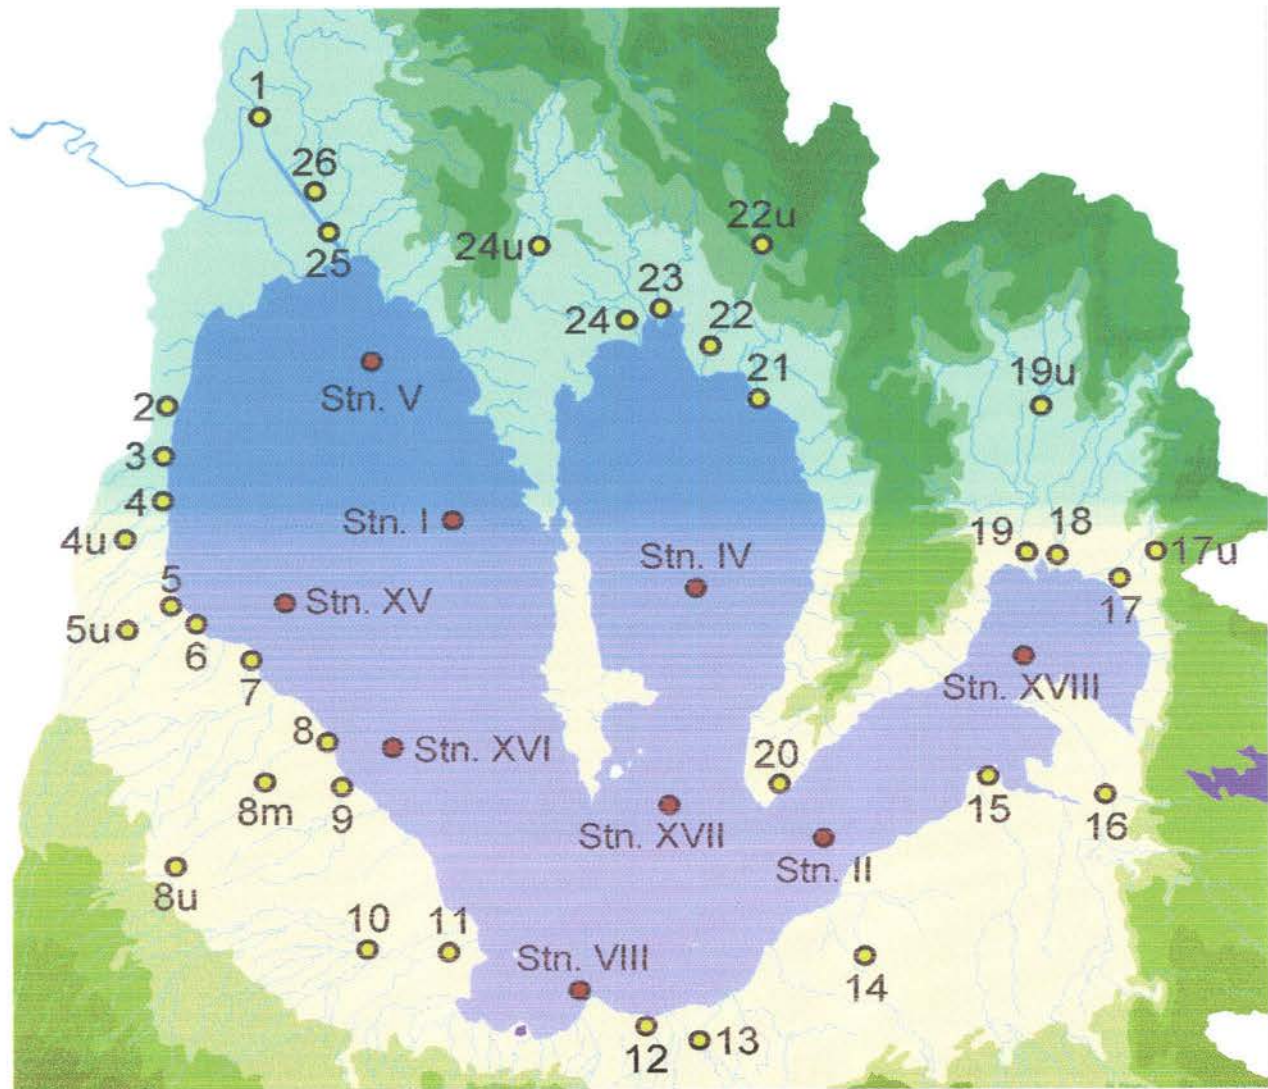 1
26
25
24u
22u
23
24
22
21
Stn. V
19u
2
3
4
4u
Stn. I
Stn. IV
19
18
17u
17
5
5u
6
Stn. XV
7
Stn. XVIII
8
Stn. XVI
8m
9
20
15
16
Stn. XVII
Stn. II
8u
10
11
Stn. VIII
14
12
13